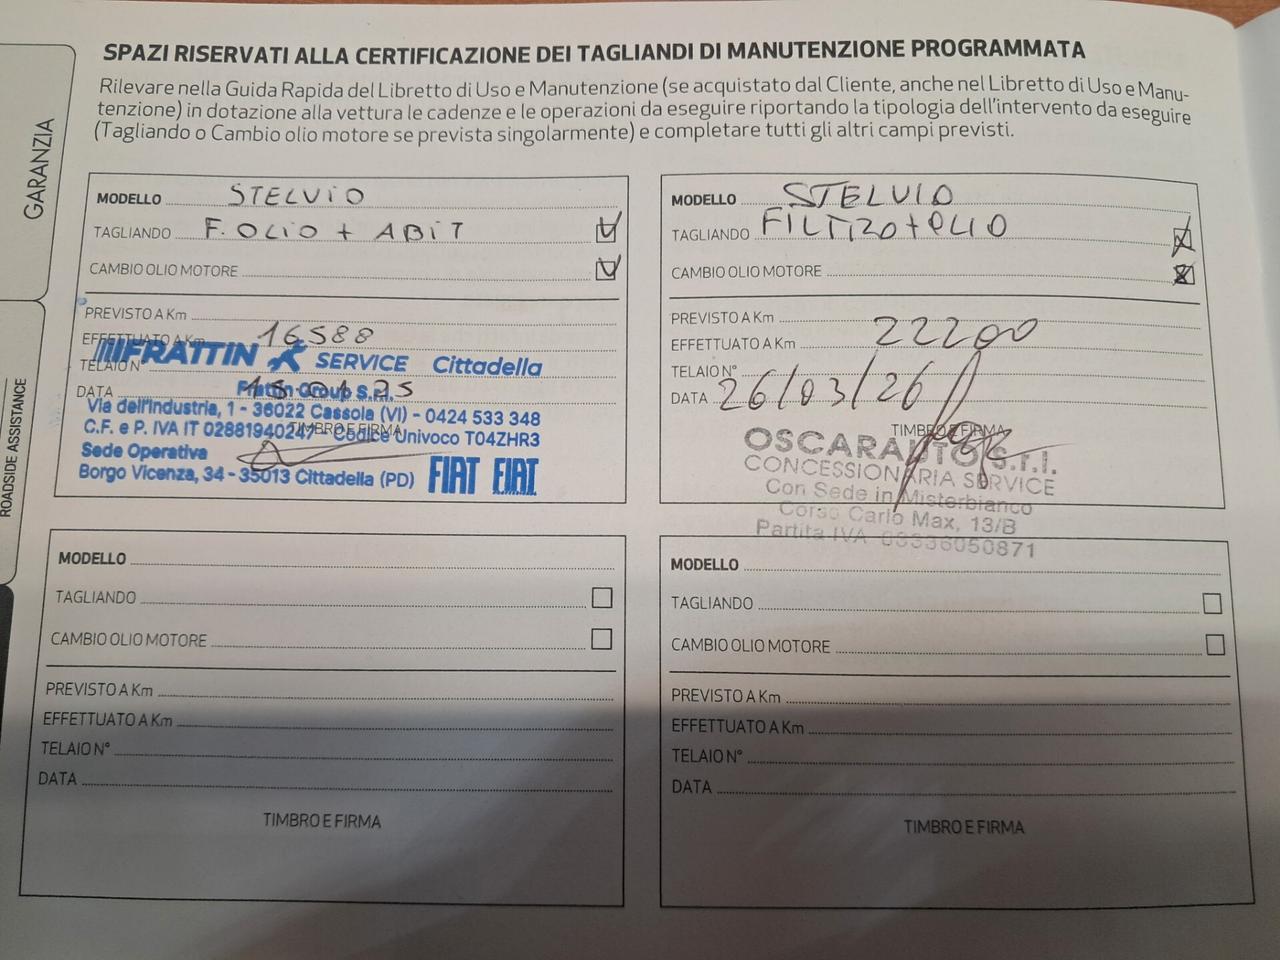 SPAZI RISERVATI ALLA CERTIFICAZIONE DEI TAGLIANDI DI MANUTENZIONE PROGRAMMATA
Rilevare nella Guida Rapida del Libretto di Uso e Manutenzione (se acquistato dal Cliente, anche nel Libretto di Uso e Manu-
tenzione) in dotazione alla vettura le cadenze e le operazioni da eseguire riportando la tipologia dell'intervento da eseguire
(Tagliando o Cambio olio motore se prevista singolarmente) e completare tutti gli altri campi previsti.
GARANZIA
ROADSIDE ASSISTANCE
MODELLO STELVIO
TAGLIANDO F. OLIO + ABIT
CAMBIO OLIO MOTORE
PREVISTO A Km
EFFETTUATO A Km 16588
TELAIO N°
DATA 15 01 25
TIMBRO E FIRMA
FRATTIN SERVICE Cittadella
Frattin Group S.p.A.
Via dell'Industria, 1 - 36022 Cassola (VI) - 0424 533 348
C.F. e P. IVA IT 02881940247 - Codice Univoco T04ZHR3
Sede Operativa
Borgo Vicenza, 34 - 35013 Cittadella (PD)
FIAT FIAT
MODELLO STELVIO
TAGLIANDO FILTRO + OLIO
CAMBIO OLIO MOTORE
PREVISTO A Km
EFFETTUATO A Km 22200
TELAIO N°
DATA 26/03/26
TIMBRO E FIRMA
OSCARAUTO S.r.l.
CONCESSIONARIA SERVICE
Con Sede in Misterbianco
Corso Carlo Max, 13/B
Partita IVA 03336050871
MODELLO
TAGLIANDO
CAMBIO OLIO MOTORE
PREVISTO A Km
EFFETTUATO A Km
TELAIO N°
DATA
TIMBRO E FIRMA
MODELLO
TAGLIANDO
CAMBIO OLIO MOTORE
PREVISTO A Km
EFFETTUATO A Km
TELAIO N°
DATA
TIMBRO E FIRMA